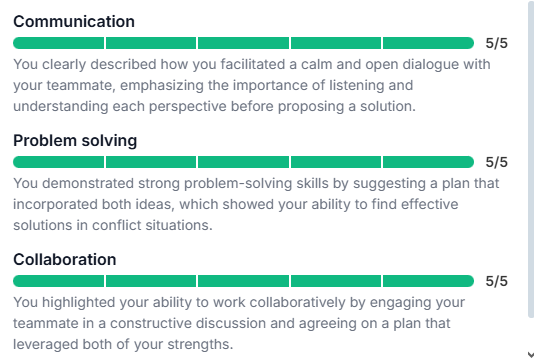 Communication
5/5
You clearly described how you facilitated a calm and open dialogue with
your teammate, emphasizing the importance of listening and
understanding each perspective before proposing a solution.
Problem solving
5/5
You demonstrated strong problem-solving skills by suggesting a plan that
incorporated both ideas, which showed your ability to find effective
solutions in conflict situations.
Collaboration
5/5
You highlighted your ability to work collaboratively by engaging your
teammate in a constructive discussion and agreeing on a plan that
leveraged both of your strengths.